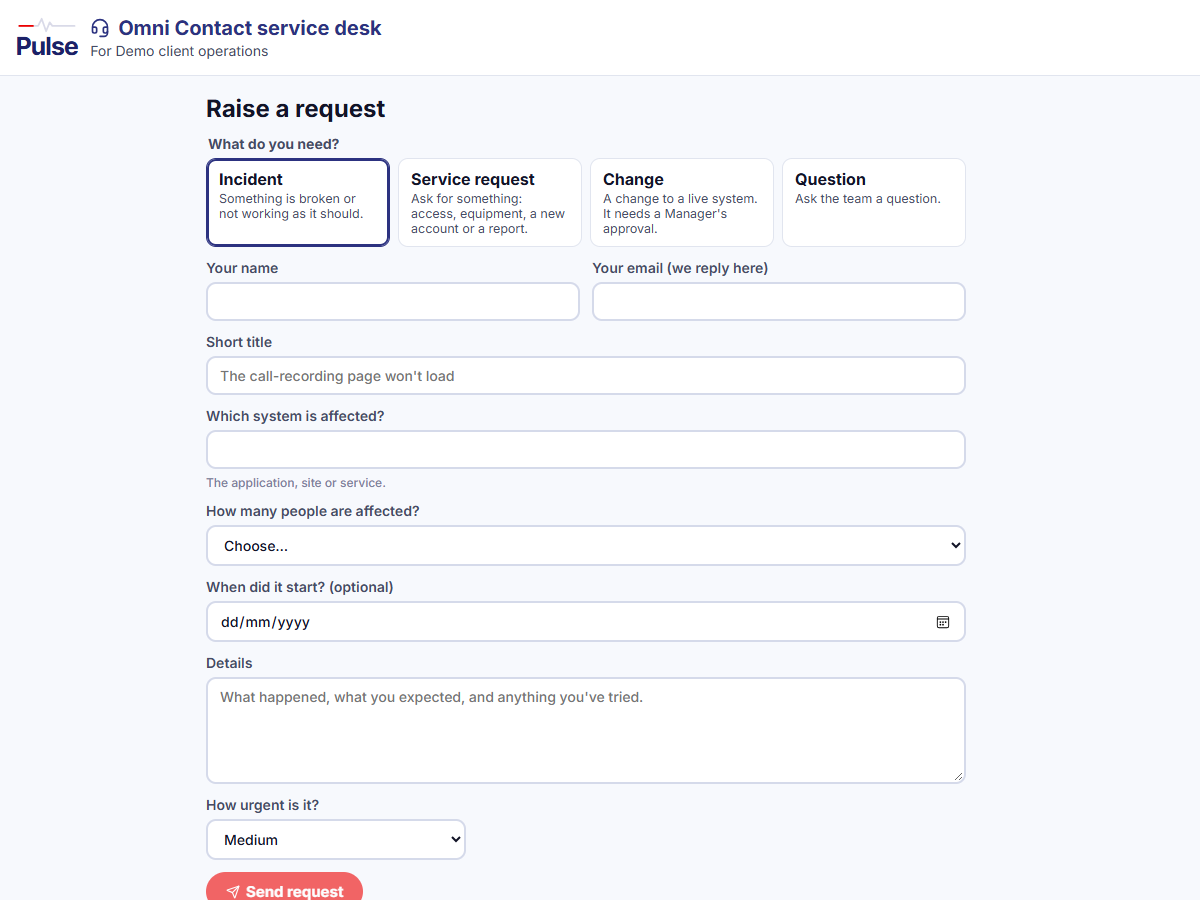 Pulse
Omni Contact service desk
For Demo client operations
Raise a request
What do you need?
Incident
Something is broken or
not working as it should.
Service request
Ask for something:
access, equipment, a new
account or a report.
Change
A change to a live system.
It needs a Manager's
approval.
Question
Ask the team a question.
Your name
Your email (we reply here)
Short title
The call-recording page won't load
Which system is affected?
The application, site or service.
How many people are affected?
Choose...
When did it start? (optional)
dd/mm/yyyy
Details
What happened, what you expected, and anything you've tried.
How urgent is it?
Medium
Send request